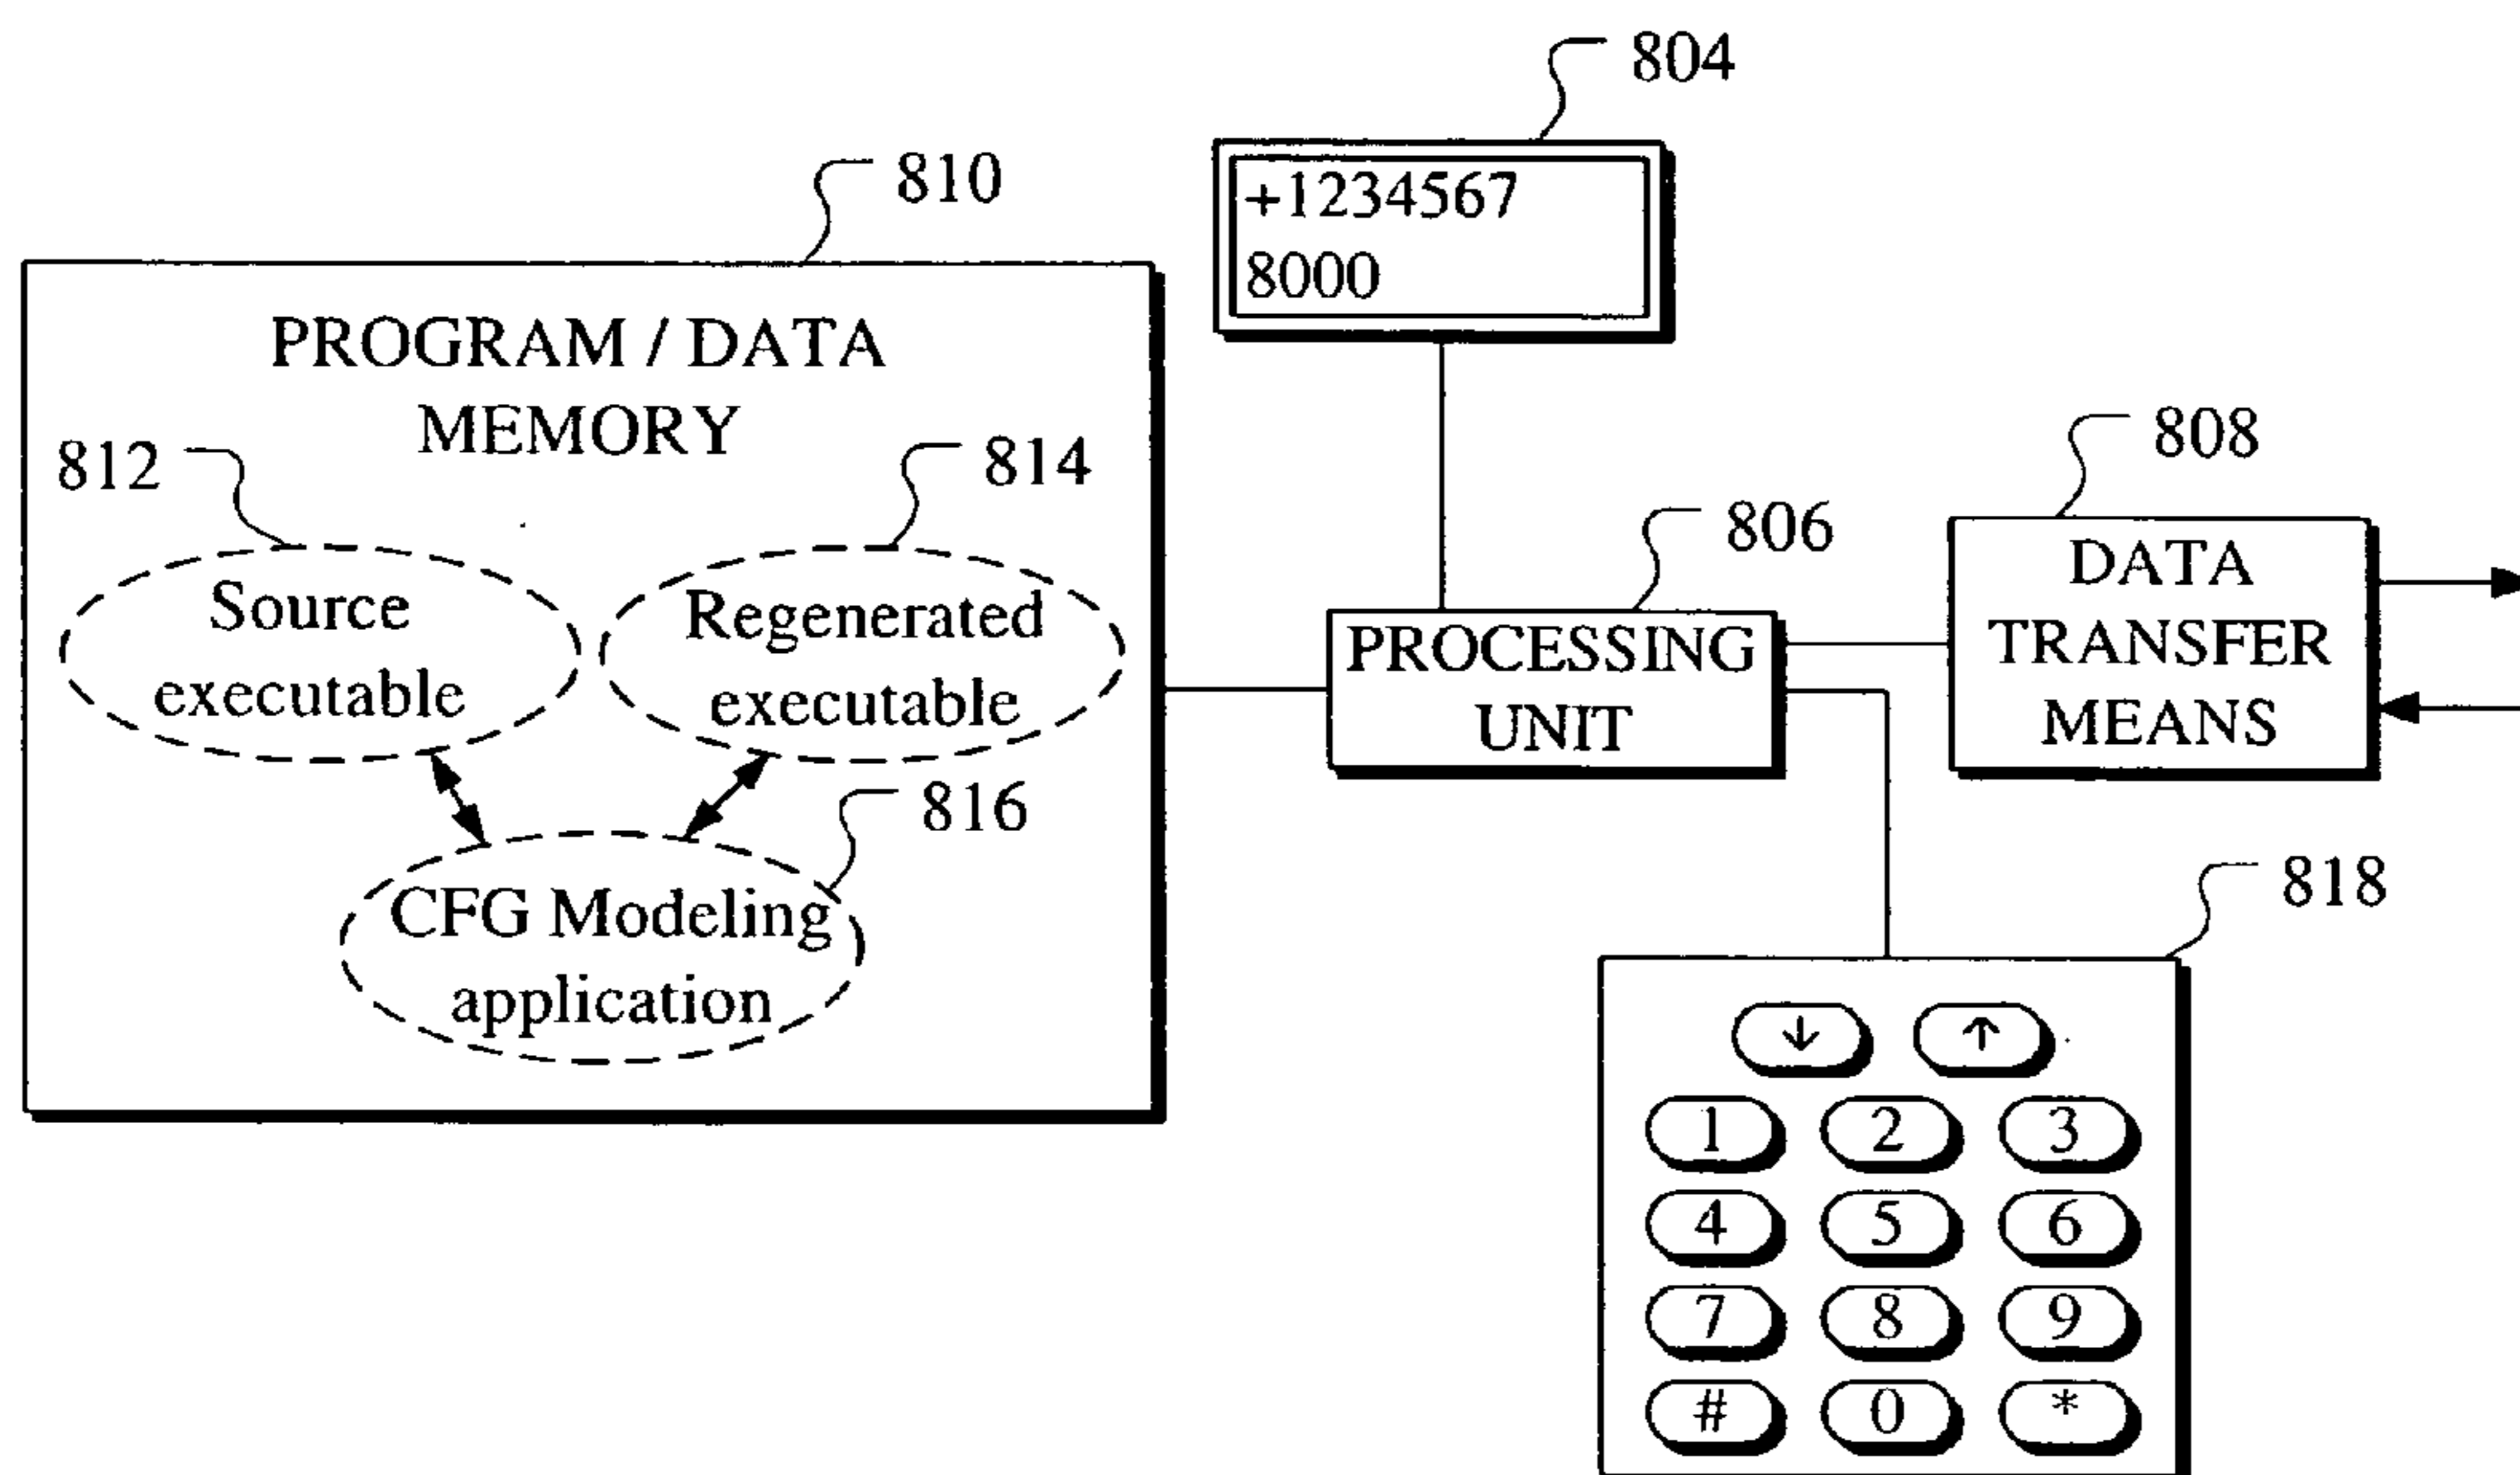 804
+1234567
8000
810
PROGRAM / DATA
MEMORY
812
814
Source
executable
Regenerated
executable
816
CFG Modeling
application
806
PROCESSING
UNIT
808
DATA
TRANSFER
MEANS
818
↓ ↑
1 2 3
4 5 6
7 8 9
# 0 *